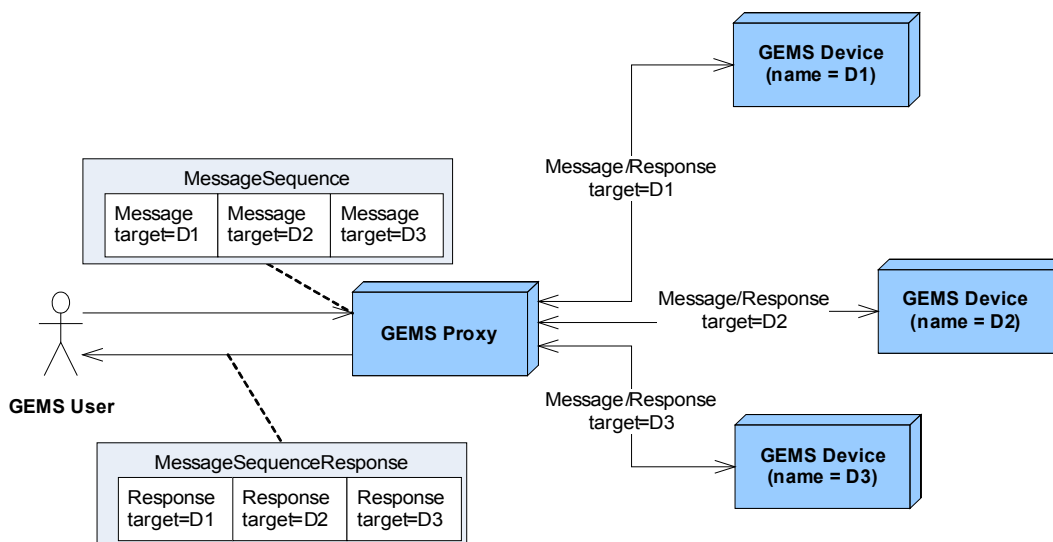 GEMS Device
(name = D1)
Message/Response
target=D1
MessageSequence
Message
target=D1
Message
target=D2
Message
target=D3
GEMS Device
(name = D2)
Message/Response
target=D2
GEMS Proxy
GEMS User
Message/Response
target=D3
GEMS Device
(name = D3)
MessageSequenceResponse
Response
target=D1
Response
target=D2
Response
target=D3